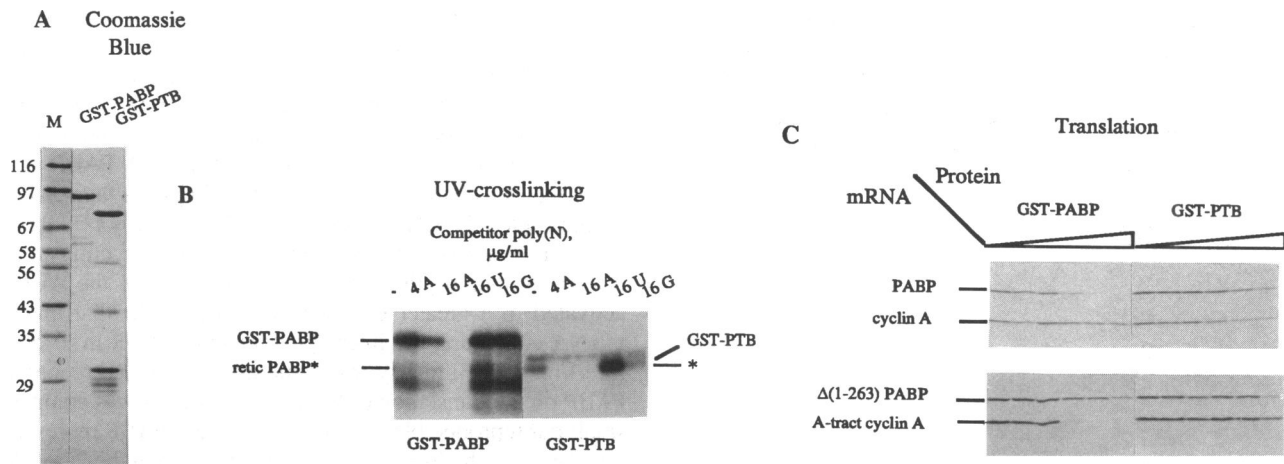 A
Coomassie
Blue
GST-PABP
GST-PTB
M
116
97
67
58
56
43
35
29
B
UV-crosslinking
Competitor poly(N),
µg/ml
- 4 A 16 A 16 U 16 G - 4 A 16 A 16 U 16 G
GST-PABP
retic PABP*
GST-PTB
*
GST-PABP GST-PTB
C
Translation
Protein
mRNA
GST-PABP GST-PTB
PABP
cyclin A
Δ(1-263) PABP
A-tract cyclin A